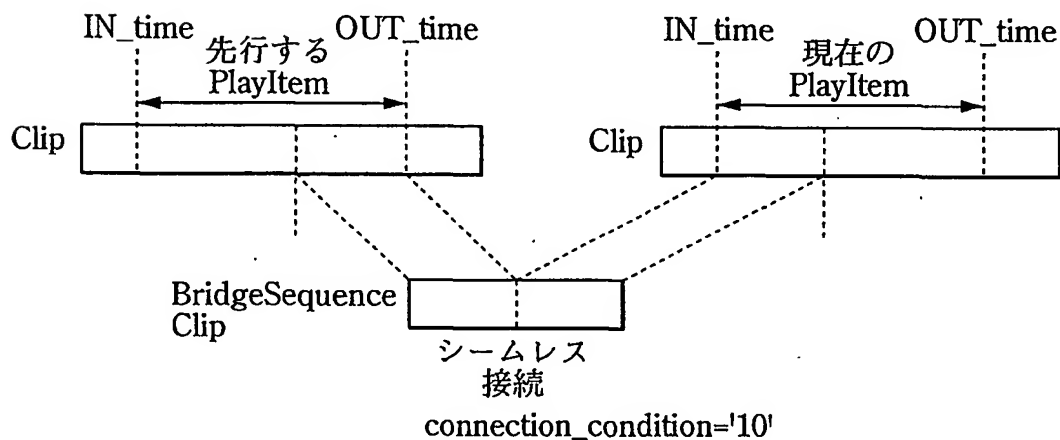 IN_time
OUT_time
先行する
PlayItem
Clip
IN_time
OUT_time
現在の
PlayItem
Clip
BridgeSequence
Clip
シームレス
接続
connection_condition='10'